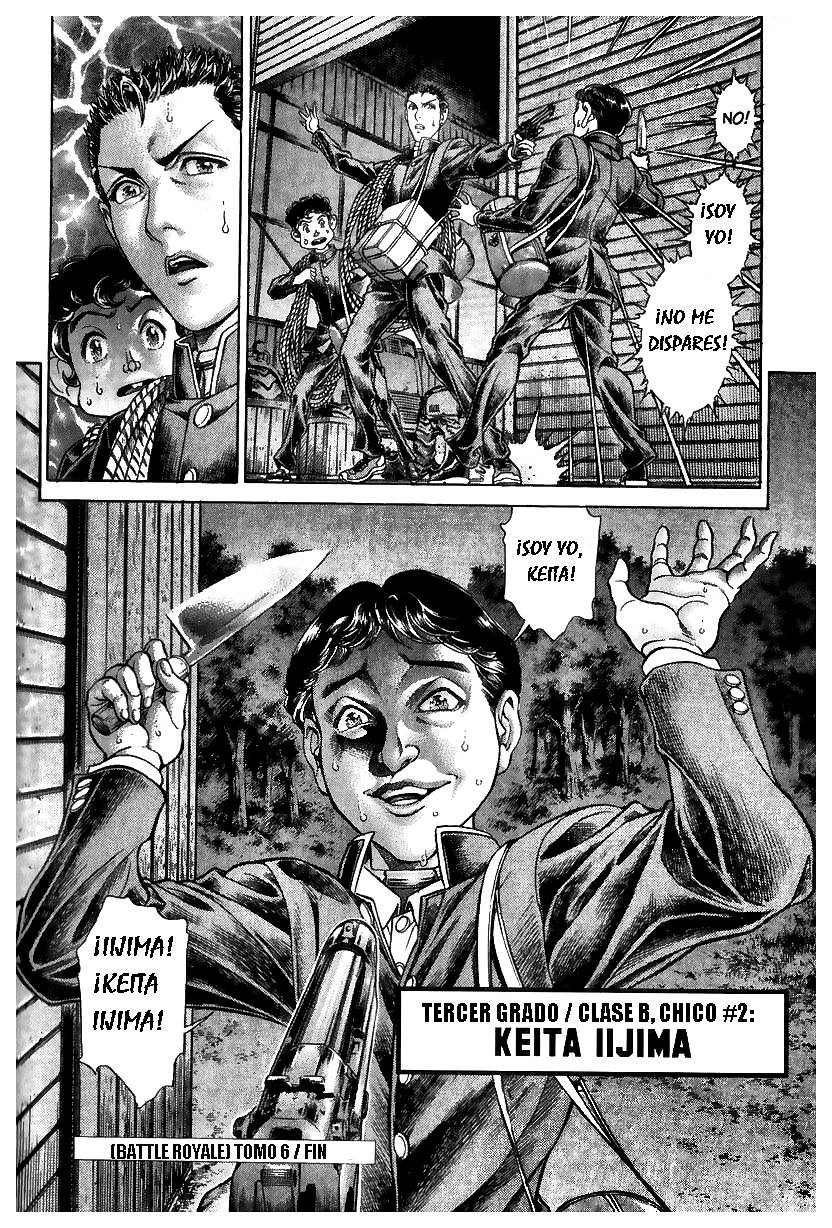 NO!
¡SOY
YO!
¡NO ME
DISPARES!
¡SOY YO,
KEITA!
¡IIJIMA!
¡KEITA
IIJIMA!
TERCER GRADO / CLASE B, CHICO #2:
KEITA IIJIMA
(BATTLE ROYALE) TOMO 6 / FIN